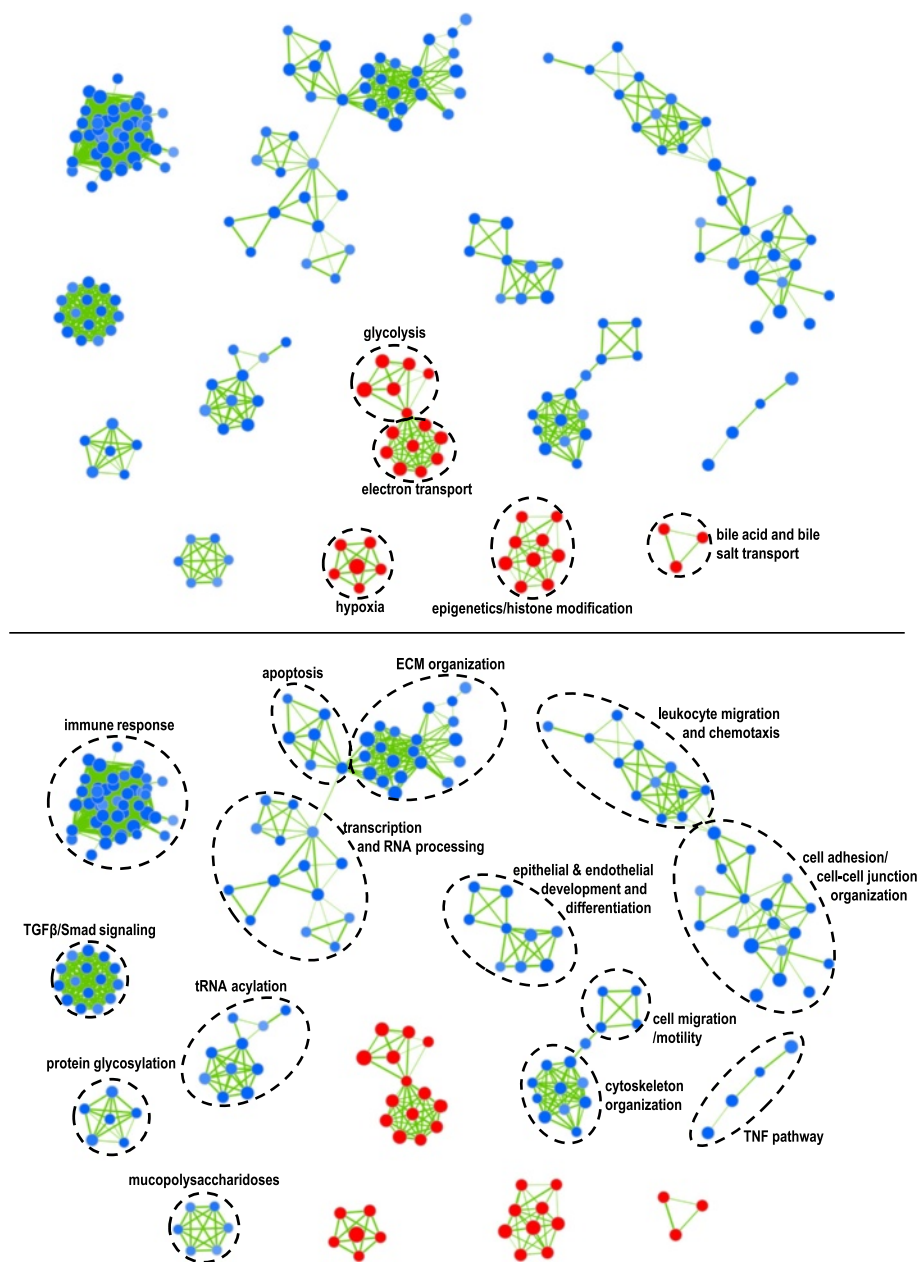 glycolysis
electron transport
bile acid and bile
salt transport
hypoxia
epigenetics/histone modification
ECM organization
apoptosis
immune response
leukocyte migration
and chemotaxis
transcription
and RNA processing
cell adhesion/
cell-cell junction
organization
epithelial & endothelial
development and
differentiation
TGFβ/Smad signaling
tRNA acylation
cell migration
/motility
protein glycosylation
cytoskeleton
organization
TNF pathway
mucopolysaccharidoses